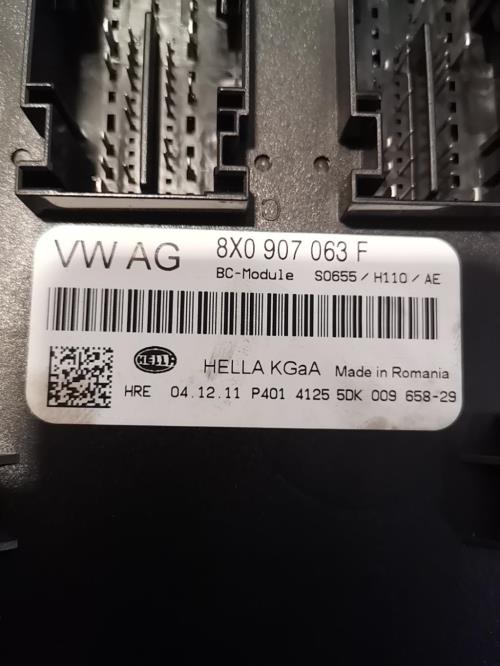 VW AG 8X0 907 063 F
BC-Module S0655/H110/AE
HELLA HELLA KGaA Made in Romania
HRE 04.12.11 P401 4125 5DK 009 658-29